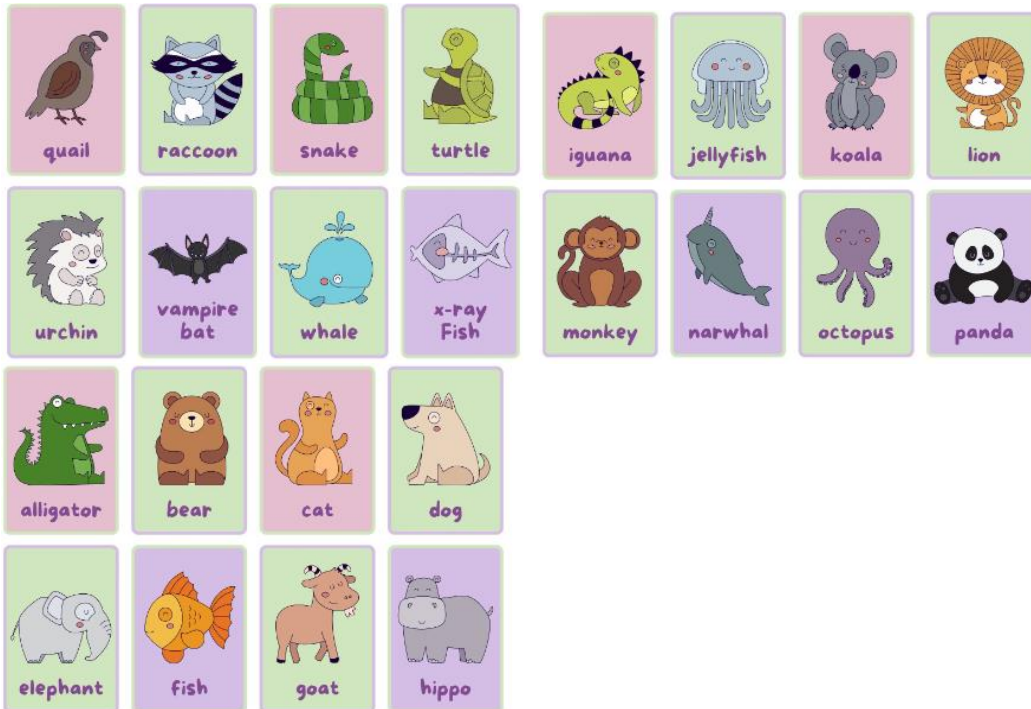 quail
raccoon
snake
turtle
iguana
jellyfish
koala
lion
urchin
vampire
bat
whale
x-ray
Fish
monkey
narwhal
octopus
panda
alligator
bear
cat
dog
elephant
fish
goat
hippo